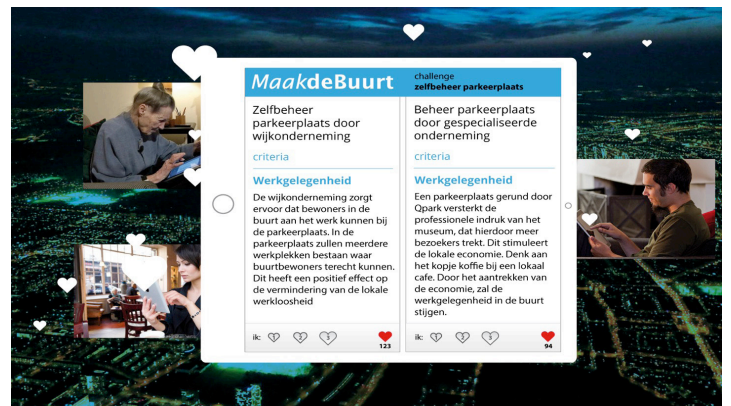 MaakdeBuurt
challenge
zelfbeheer parkeerplaats
Zelfbeheer
parkeerplaats door
wijkonderneming
criteria
Werkgelegenheid
De wijkonderneming zorgt
ervoor dat bewoners in de
buurt aan het werk kunnen bij
de parkeerplaats. In de
parkeerplaats zullen meerdere
werkplekken bestaan waar
buurtbewoners terecht kunnen.
Dit heeft een positief effect op
de vermindering van de lokale
werkloosheid
ik: 1 2 3
123
Beheer parkeerplaats
door gespecialiseerde
onderneming
criteria
Werkgelegenheid
Een parkeerplaats gerund door
Qpark versterkt de
professionele indruk van het
museum, dat hierdoor meer
bezoekers trekt. Dit stimuleert
de lokale economie. Denk aan
het kopje koffie bij een lokaal
cafe. Door het aantrekken van
de economie, zal de
werkgelegenheid in de buurt
stijgen.
ik: 1 2 3
94